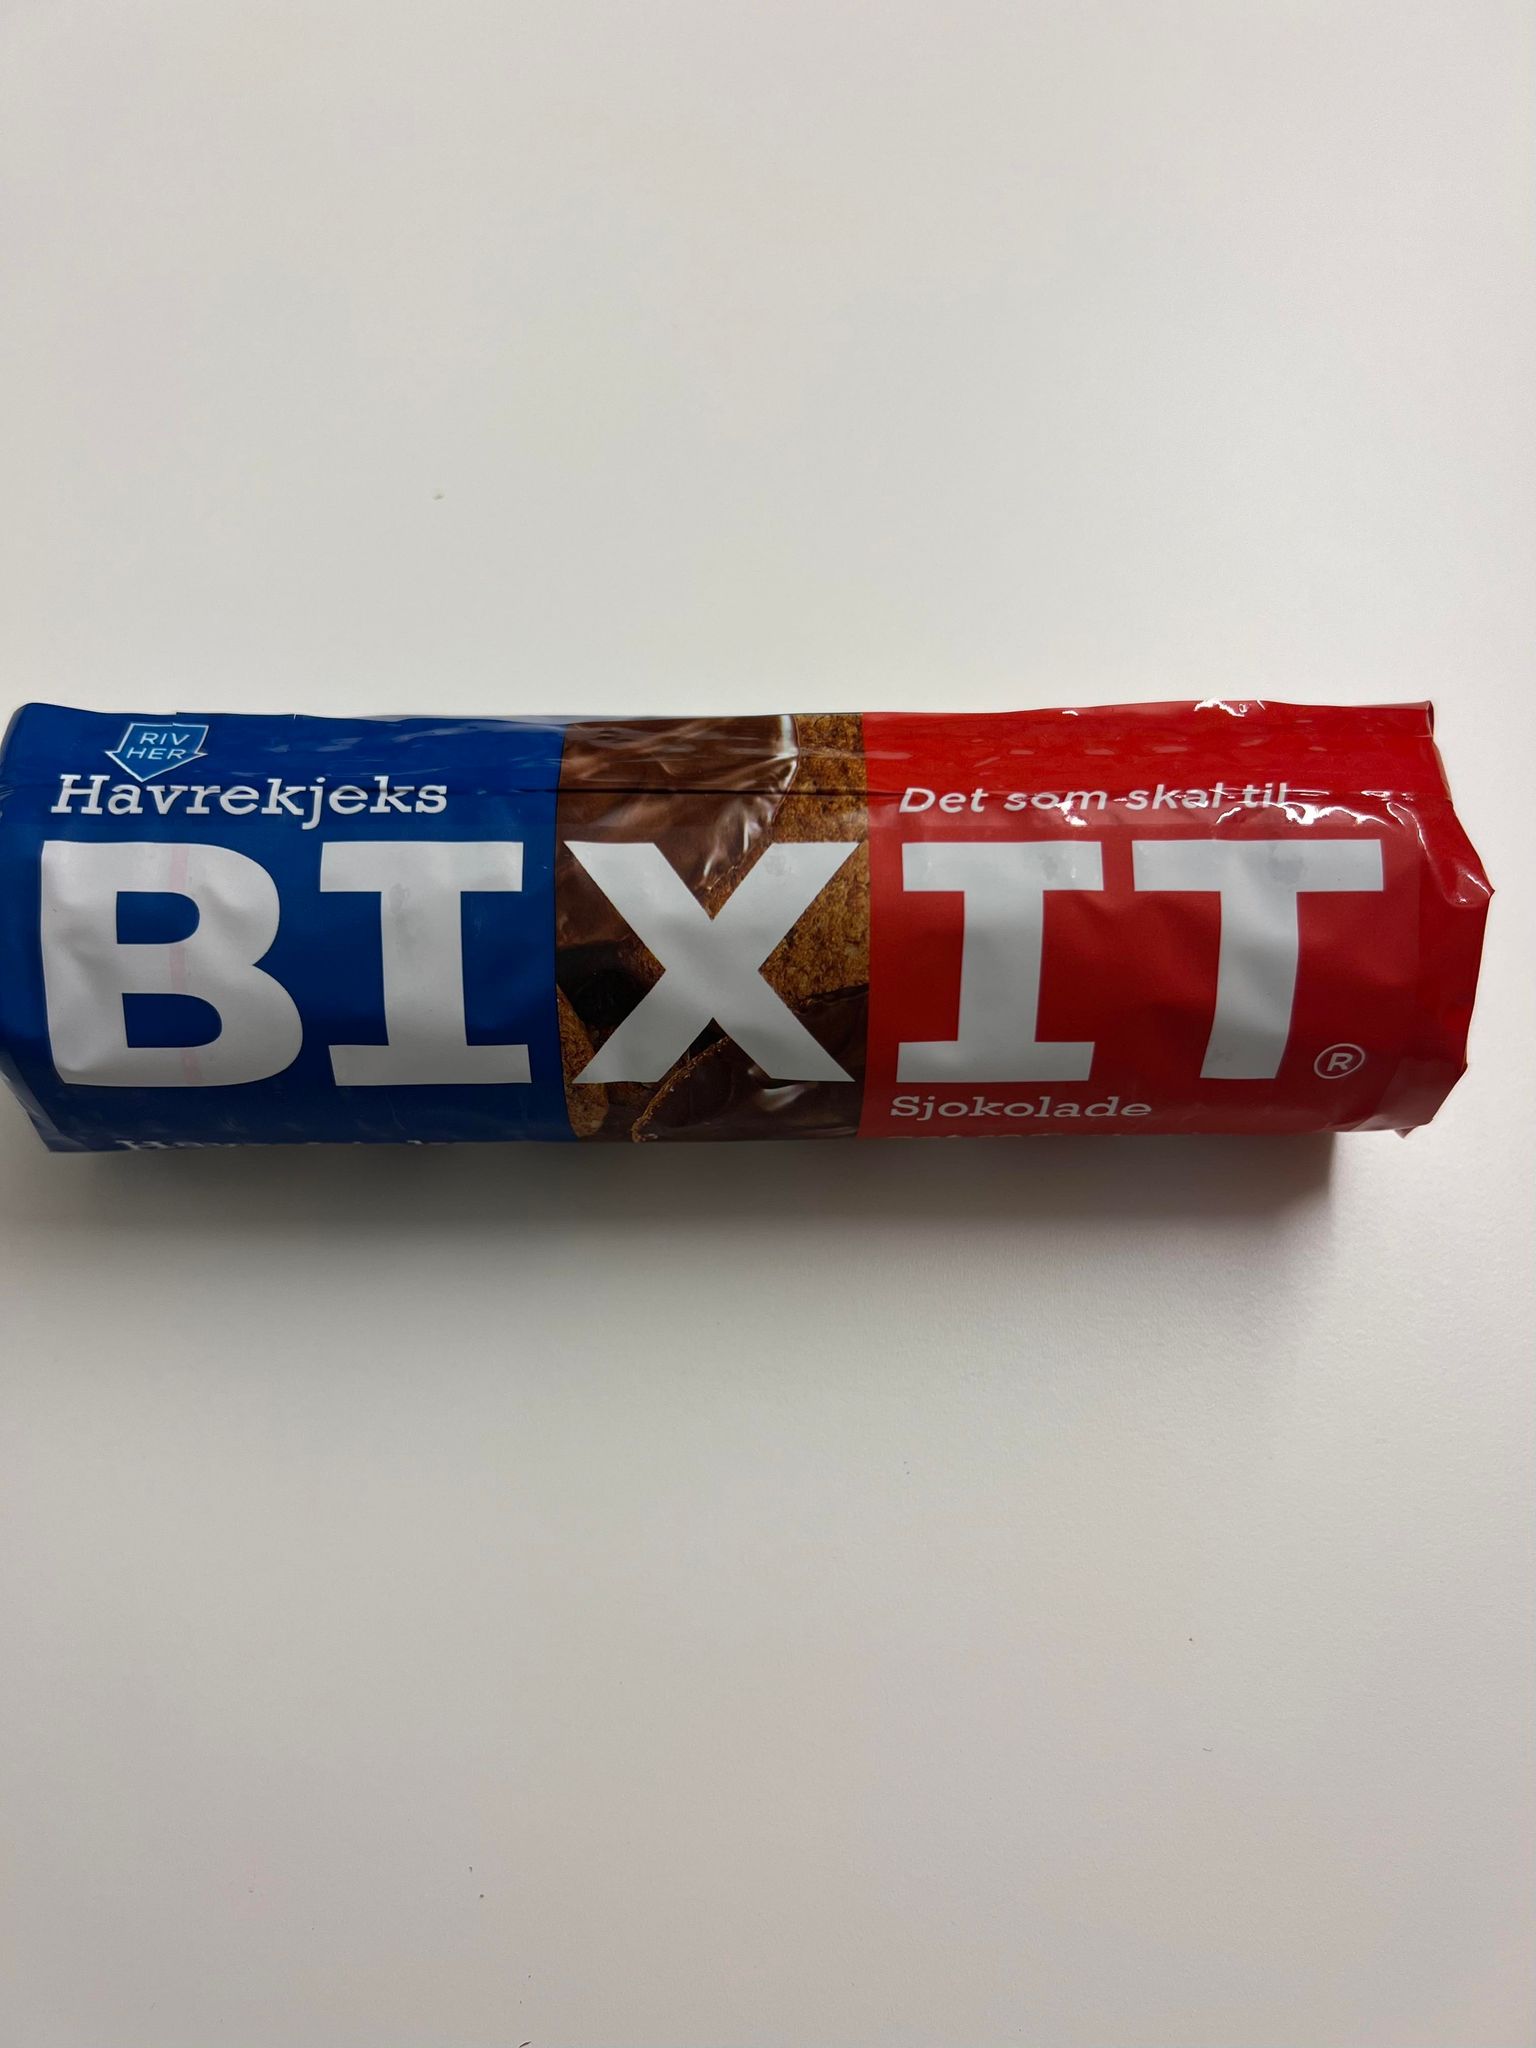 RIV
HER
Havrekjeks
Det som skal til
BIXIT®
Sjokolade